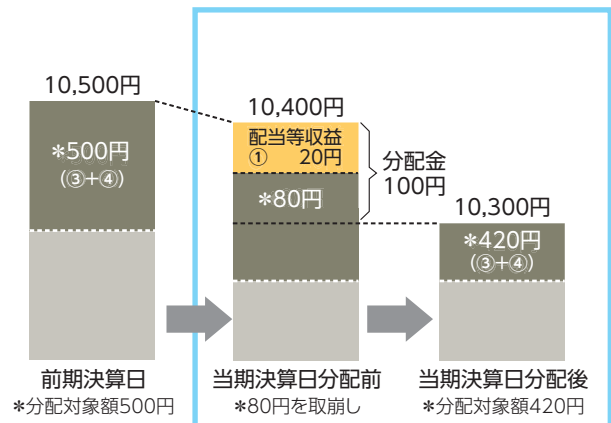 10,500円
*500円
(③+④)
前期決算日
*分配対象額500円
10,400円
配当等収益
① 20円
*80円
分配金
100円
当期決算日分配前
*80円を取崩し
10,300円
*420円
(③+④)
当期決算日分配後
*分配対象額420円